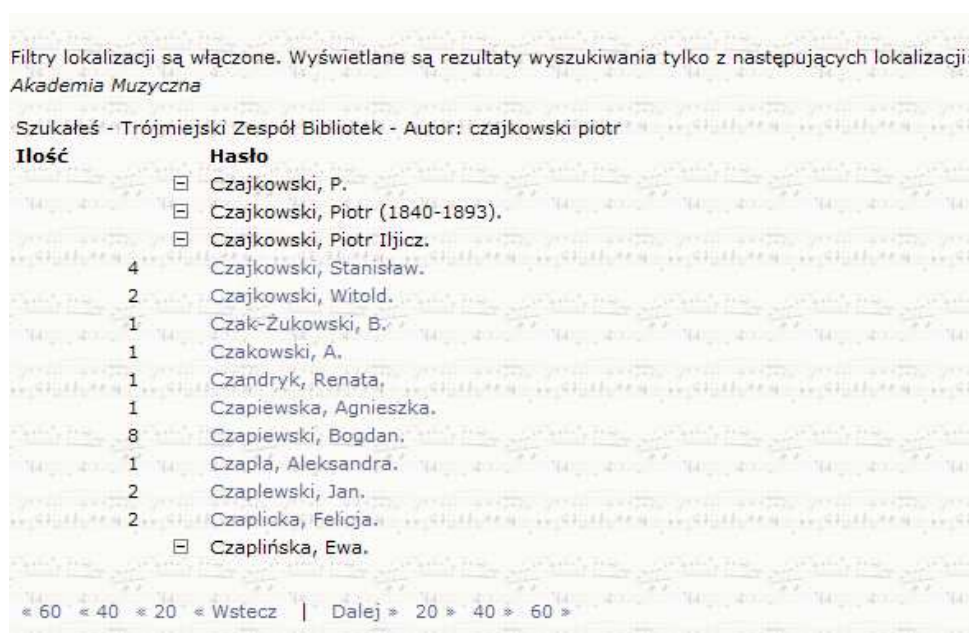 Filtry lokalizacji są włączone. Wyświetlane są rezultaty wyszukiwania tylko z następujących lokalizacji:
Akademia Muzyczna
Szukałeś - Trójmiejski Zespół Bibliotek - Autor: czajkowski piotr
Ilość Hasło
Czajkowski, P.
Czajkowski, Piotr (1840-1893).
Czajkowski, Piotr Iljicz.
4 Czajkowski, Stanisław.
2 Czajkowski, Witold.
1 Czak-Żukowski, B.
1 Czakowski, A.
1 Czandryk, Renata.
1 Czapiewska, Agnieszka.
8 Czapiewski, Bogdan.
1 Czapla, Aleksandra.
2 Czaplewski, Jan.
2 Czaplicka, Felicja.
Czaplińska, Ewa.
« 60 « 40 « 20 « Wstecz | Dalej » 20 » 40 » 60 »